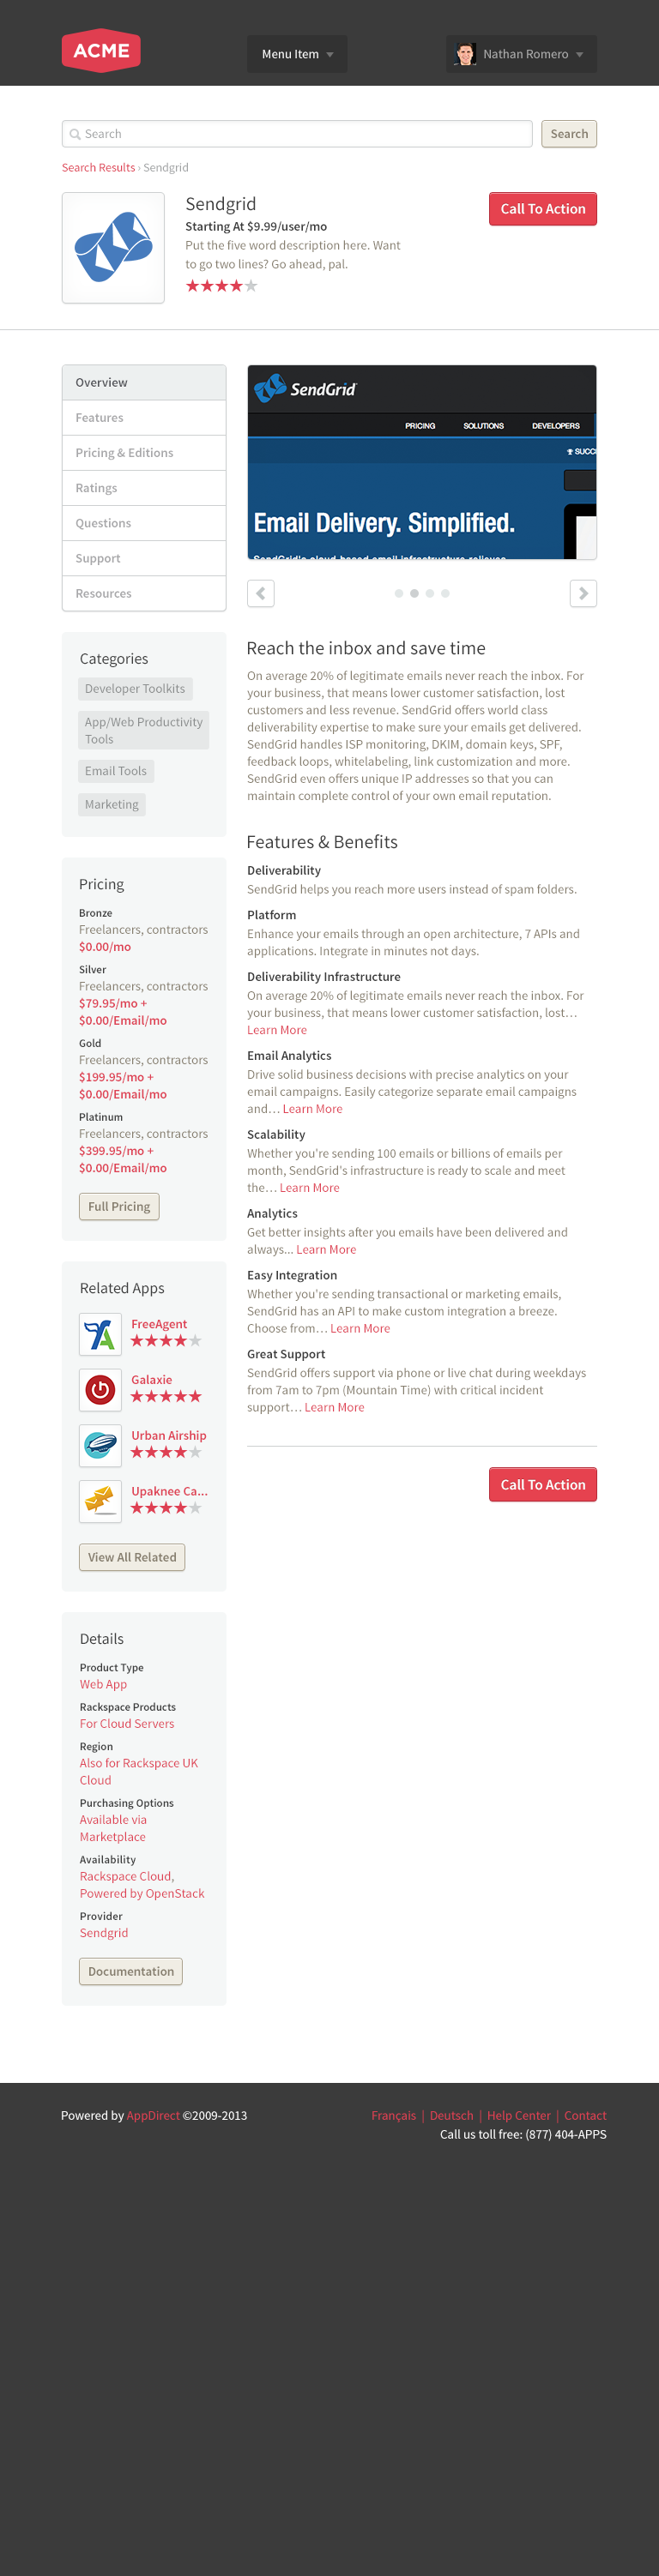 ACME
Menu Item
Nathan Romero
Search
Search
Search Results › Sendgrid
Sendgrid
Starting At $9.99/user/mo
Put the five word description here. Want
to go two lines? Go ahead, pal.
Call To Action
Overview
Features
Pricing & Editions
Ratings
Questions
Support
Resources
SendGrid
PRICING SOLUTIONS DEVELOPERS
Email Delivery. Simplified.
SendGrid's cloud-based email infrastructure relieves
Categories
Developer Toolkits
App/Web Productivity
Tools
Email Tools
Marketing
Pricing
Bronze
Freelancers, contractors
$0.00/mo
Silver
Freelancers, contractors
$79.95/mo +
$0.00/Email/mo
Gold
Freelancers, contractors
$199.95/mo +
$0.00/Email/mo
Platinum
Freelancers, contractors
$399.95/mo +
$0.00/Email/mo
Full Pricing
Related Apps
FreeAgent
Galaxie
Urban Airship
Upaknee Ca...
View All Related
Details
Product Type
Web App
Rackspace Products
For Cloud Servers
Region
Also for Rackspace UK
Cloud
Purchasing Options
Available via
Marketplace
Availability
Rackspace Cloud,
Powered by OpenStack
Provider
Sendgrid
Documentation
Reach the inbox and save time
On average 20% of legitimate emails never reach the inbox. For
your business, that means lower customer satisfaction, lost
customers and less revenue. SendGrid offers world class
deliverability expertise to make sure your emails get delivered.
SendGrid handles ISP monitoring, DKIM, domain keys, SPF,
feedback loops, whitelabeling, link customization and more.
SendGrid even offers unique IP addresses so that you can
maintain complete control of your own email reputation.
Features & Benefits
Deliverability
SendGrid helps you reach more users instead of spam folders.
Platform
Enhance your emails through an open architecture, 7 APIs and
applications. Integrate in minutes not days.
Deliverability Infrastructure
On average 20% of legitimate emails never reach the inbox. For
your business, that means lower customer satisfaction, lost…
Learn More
Email Analytics
Drive solid business decisions with precise analytics on your
email campaigns. Easily categorize separate email campaigns
and… Learn More
Scalability
Whether you're sending 100 emails or billions of emails per
month, SendGrid's infrastructure is ready to scale and meet
the… Learn More
Analytics
Get better insights after you emails have been delivered and
always... Learn More
Easy Integration
Whether you're sending transactional or marketing emails,
SendGrid has an API to make custom integration a breeze.
Choose from… Learn More
Great Support
SendGrid offers support via phone or live chat during weekdays
from 7am to 7pm (Mountain Time) with critical incident
support… Learn More
Call To Action
Powered by AppDirect ©2009-2013
Français | Deutsch | Help Center | Contact
Call us toll free: (877) 404-APPS